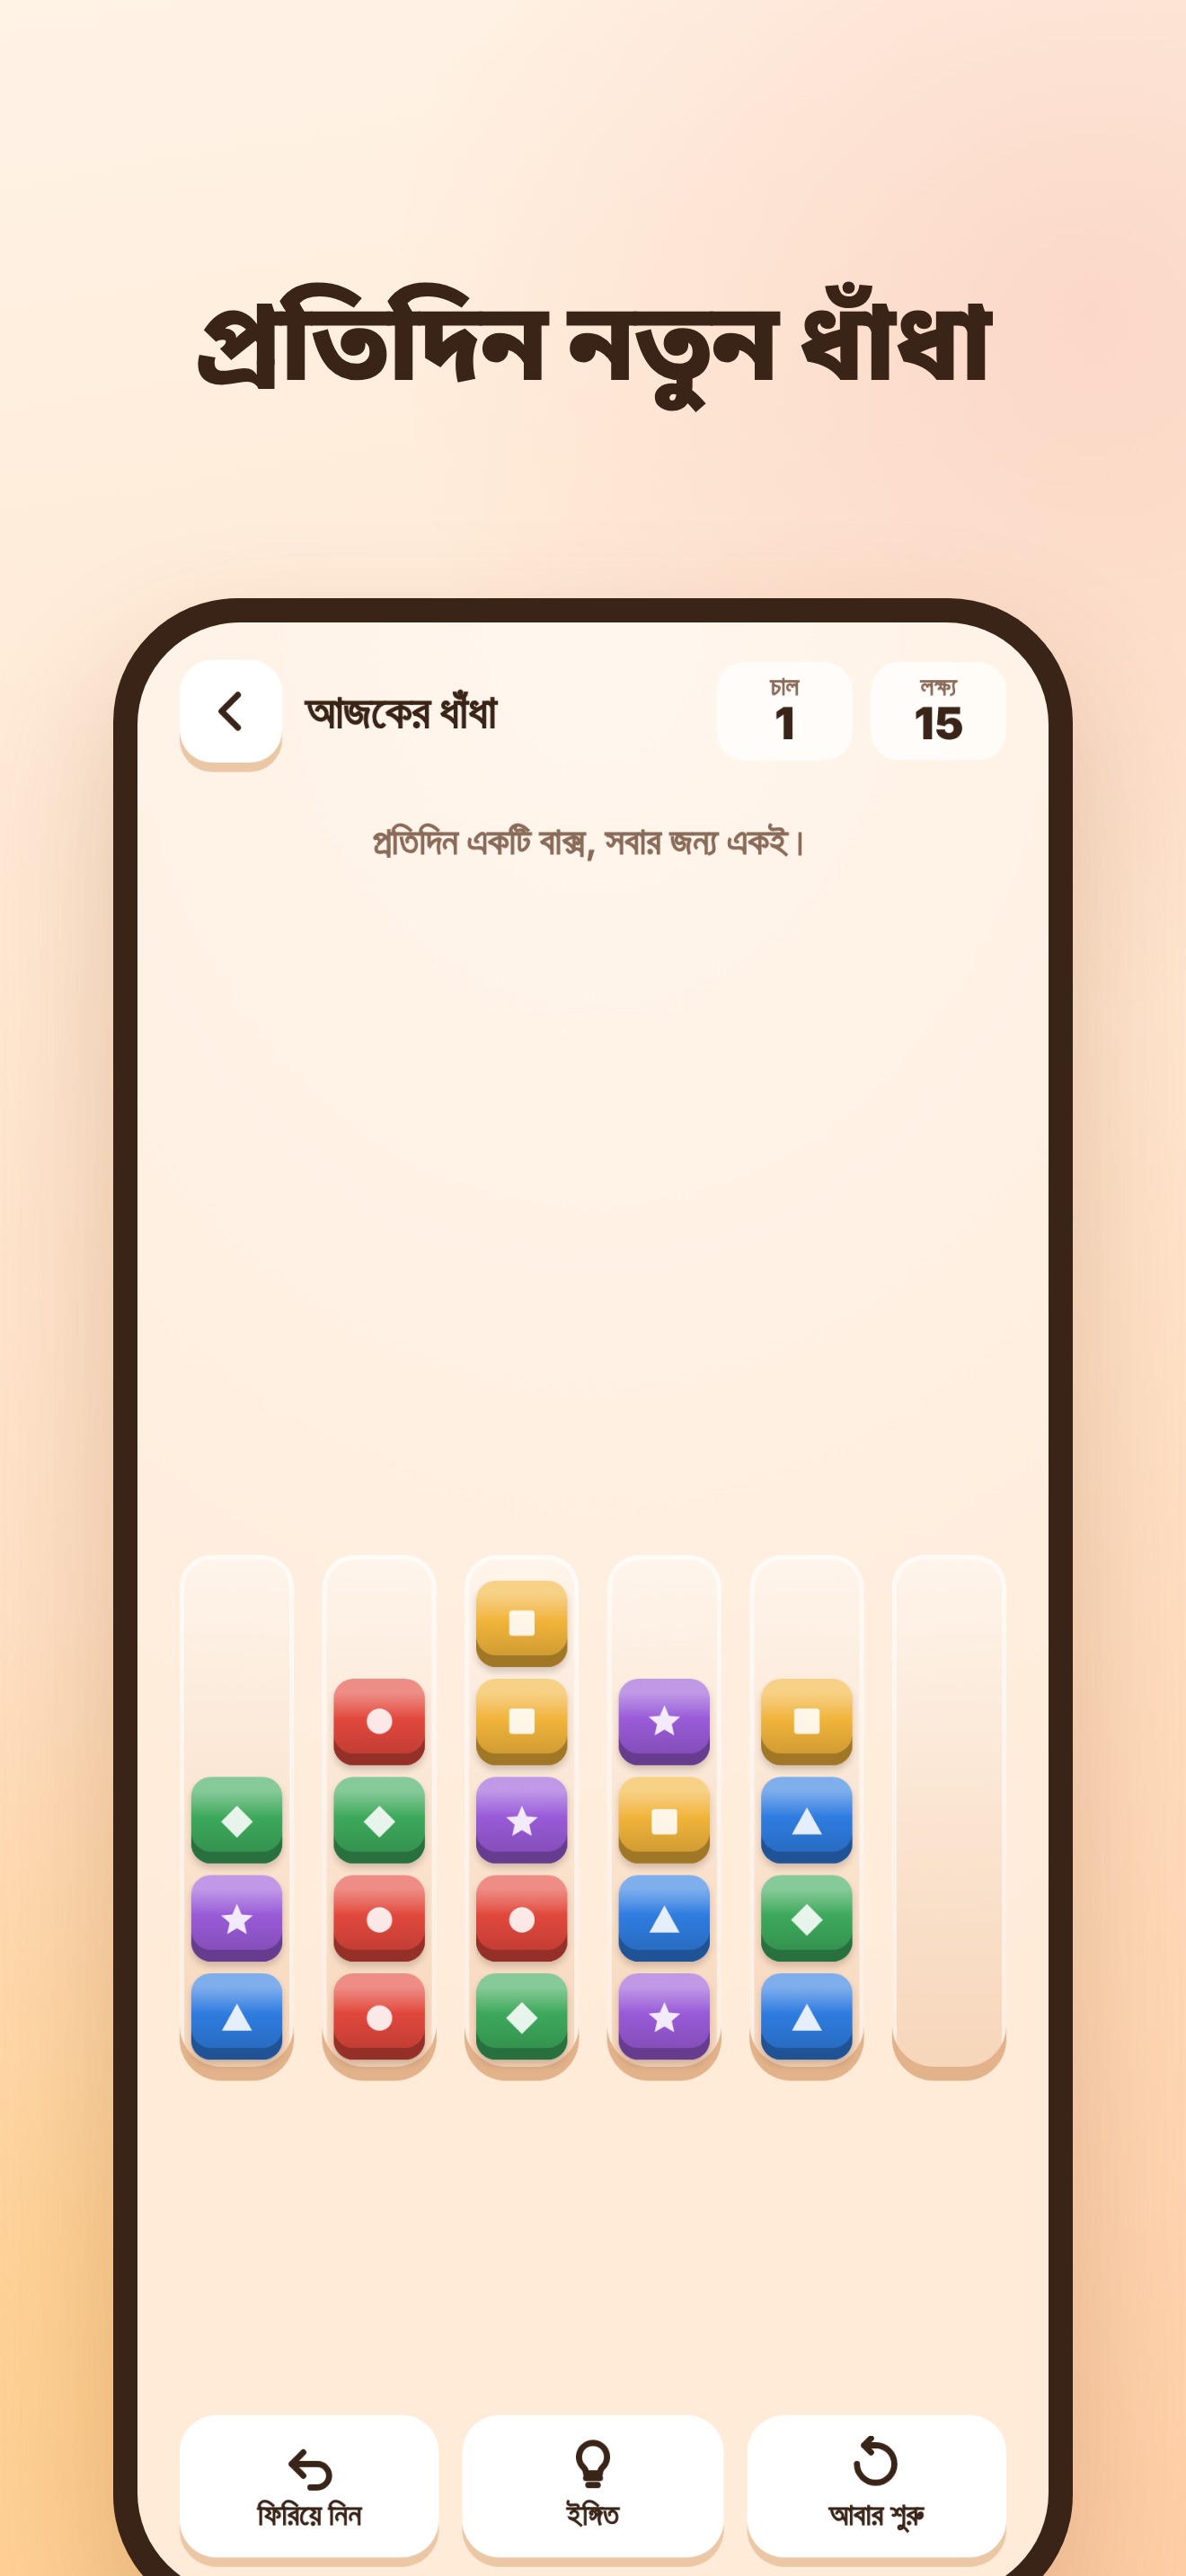 প্রতিদিন নতুন ধাঁধা
আজকের ধাঁধা
চাল
1
লক্ষ্য
15
প্রতিদিন একটি বাক্স, সবার জন্য একই।
ফিরিয়ে নিন
ইঙ্গিত
আবার শুরু